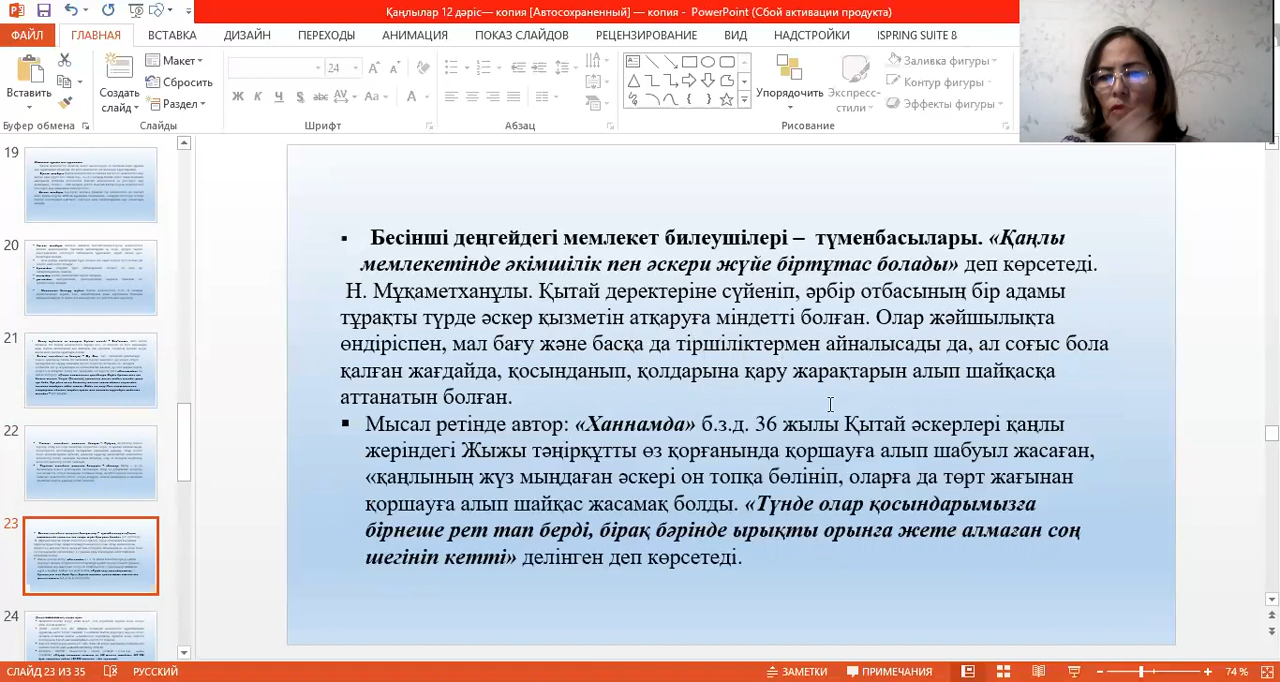 Қаңлылар 12 дәріс— копия [Автосохраненный] — копия - PowerPoint (Сбой активации продукта)
ФАЙЛ ГЛАВНАЯ ВСТАВКА ДИЗАЙН ПЕРЕХОДЫ АНИМАЦИЯ ПОКАЗ СЛАЙДОВ РЕЦЕНЗИРОВАНИЕ ВИД НАДСТРОЙКИ ISPRING SUITE 8
Вставить
Создать слайд
Макет
Сбросить
Раздел
24
Ж К Ч S abc AV Aa A
Упорядочить
Экспресс-стили
Заливка фигуры
Контур фигуры
Эффекты фигуры
Буфер обмена Слайды Шрифт Абзац Рисование
19
20
21
22
23
24
▪ Бесінші деңгейдегі мемлекет билеушілері – түменбасылары. «Қаңлы
мемлекетінде әкімшілік пен әскери жүйе біртұтас болады» деп көрсетеді.
Н. Мұқаметханұлы. Қытай деректеріне сүйеніп, әрбір отбасының бір адамы
тұрақты түрде әскер қызметін атқаруға міндетті болған. Олар жәйшылықта
өндіріспен, мал бағу және басқа да тіршіліктермен айналысады да, ал соғыс бола
қалған жағдайда, қосынданып, қолдарына қару жарақтарын алып шайқасқа
аттанатын болған.
▪ Мысал ретінде автор: «Ханнамда» б.з.д. 36 жылы Қытай әскерлері қаңлы
жеріндегі Жыжы тәңірқұтты өз қорғанында қоршауға алып шабуыл жасаған,
«қаңлының жүз мыңдаған әскері он топқа бөлініп, оларға да төрт жағынан
қоршауға алып шайқас жасамақ болды. «Түнде олар қосындарымызға
бірнеше рет шап берді, бірақ бәрінде ырықты орынға жете алмаған соң
шегініп кетті» делінген деп көрсетеді.
СЛАЙД 23 ИЗ 35 РУССКИЙ ЗАМЕТКИ ПРИМЕЧАНИЯ 74 %